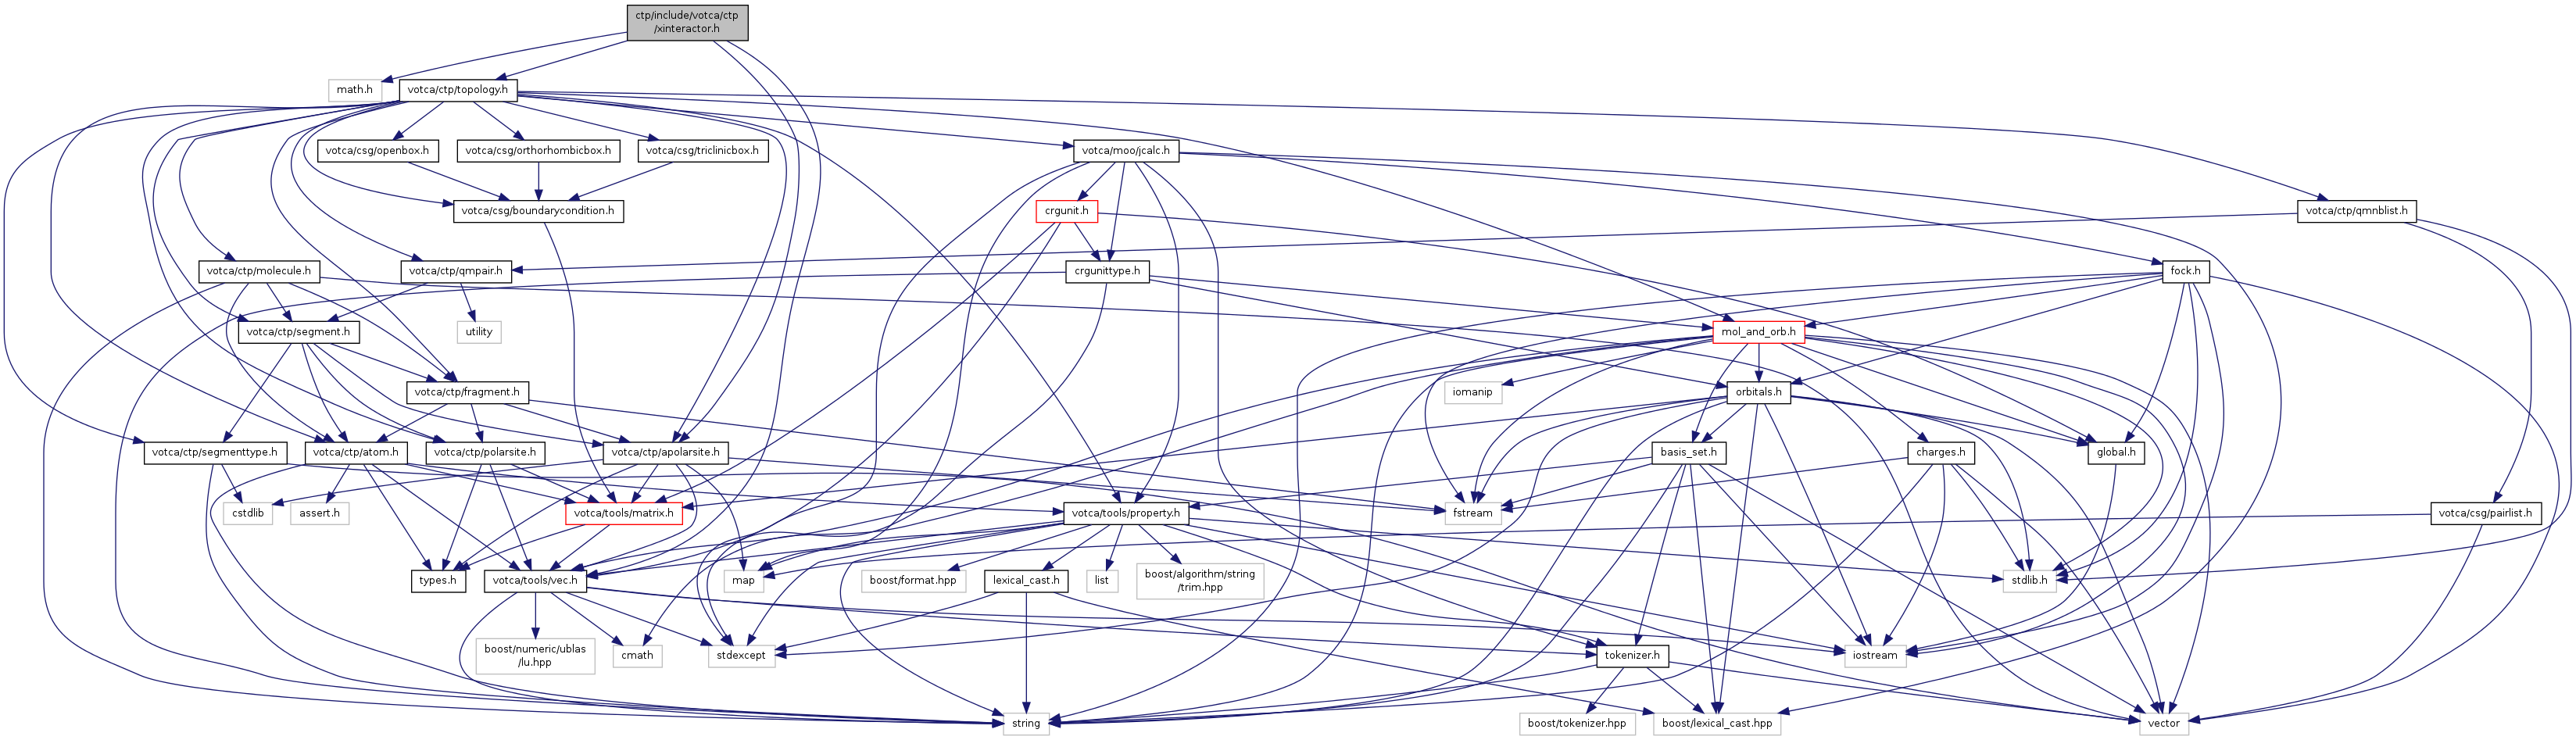 ctp/include/votca/ctp
/xinteractor.h
math.h
votca/ctp/topology.h
votca/csg/openbox.h
votca/csg/orthorhombicbox.h
votca/csg/triclinicbox.h
votca/moo/jcalc.h
votca/csg/boundarycondition.h
crgunit.h
votca/ctp/qmnblist.h
votca/ctp/molecule.h
votca/ctp/qmpair.h
crgunittype.h
fock.h
votca/ctp/segment.h
utility
mol_and_orb.h
votca/ctp/fragment.h
iomanip
orbitals.h
votca/ctp/segmenttype.h
votca/ctp/atom.h
votca/ctp/polarsite.h
votca/ctp/apolarsite.h
basis_set.h
charges.h
global.h
cstdlib
assert.h
votca/tools/matrix.h
votca/tools/property.h
fstream
votca/csg/pairlist.h
types.h
votca/tools/vec.h
map
boost/format.hpp
lexical_cast.h
list
boost/algorithm/string
/trim.hpp
stdlib.h
boost/numeric/ublas
/lu.hpp
cmath
stdexcept
tokenizer.h
iostream
string
boost/tokenizer.hpp
boost/lexical_cast.hpp
vector